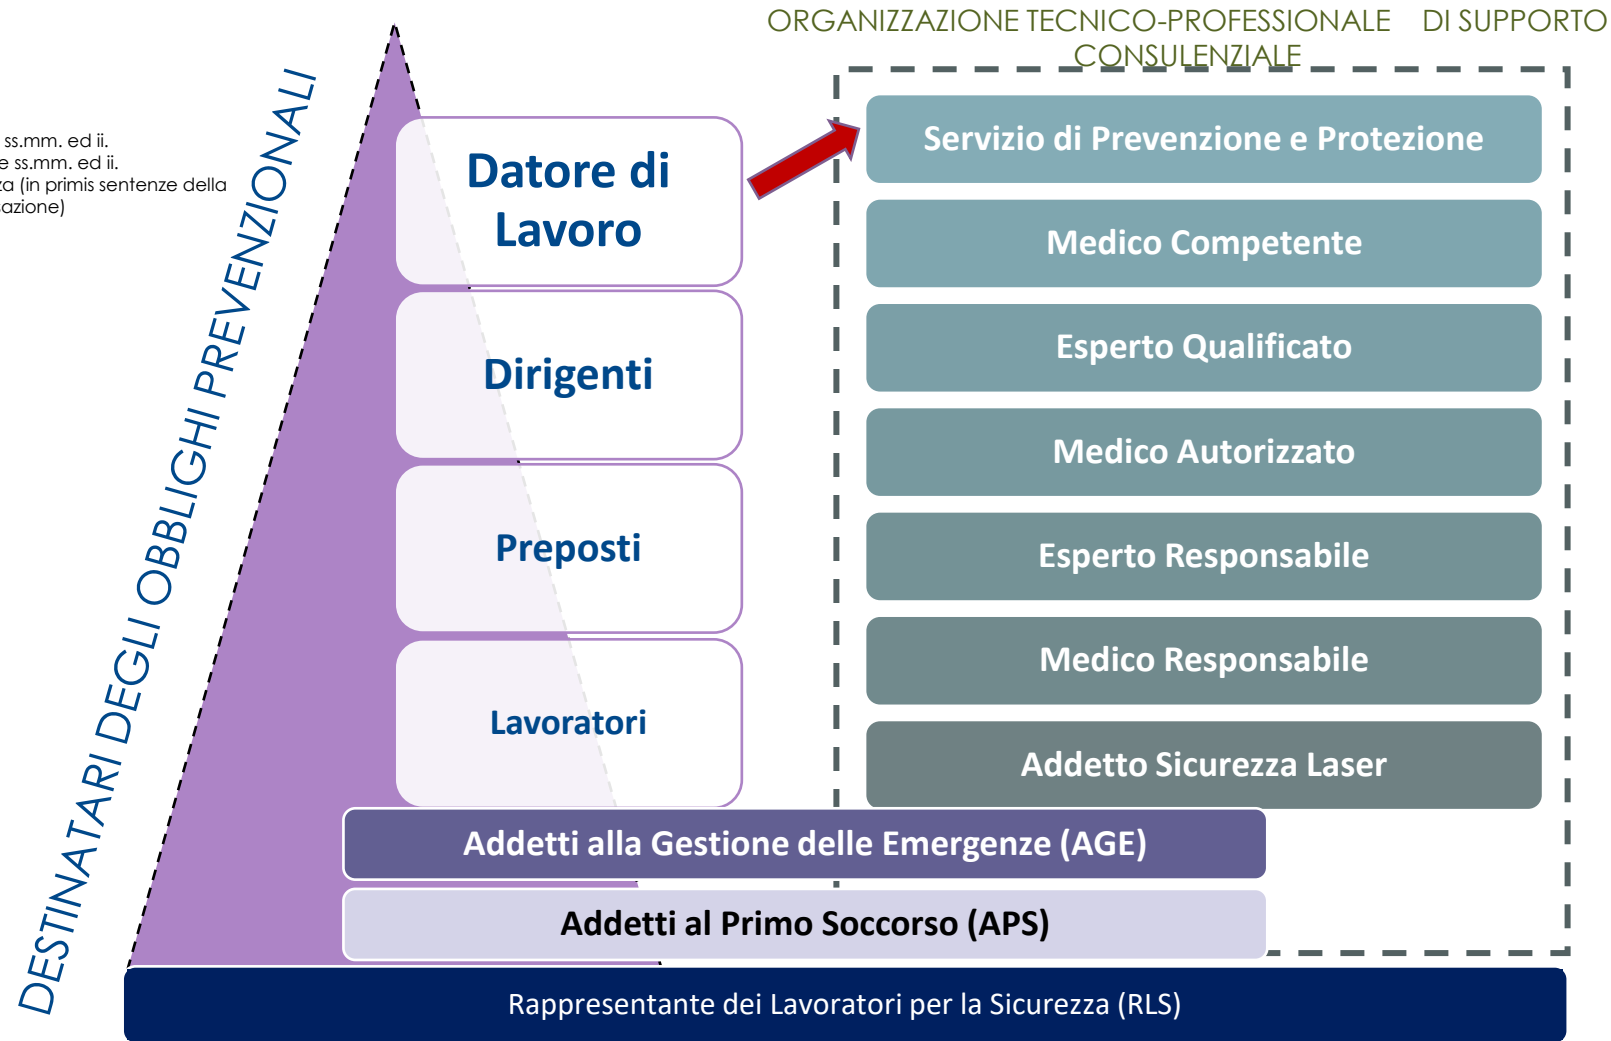 ORGANIZZAZIONE TECNICO-PROFESSIONALE DI SUPPORTO
CONSULENZIALE
ss.mm. ed ii.
e ss.mm. ed ii.
(in primis sentenze della
DESTINATARI DEGLI OBBLIGHI PREVENZIONALI
Datore di
Lavoro
Dirigenti
Preposti
Lavoratori
Servizio di Prevenzione e Protezione
Medico Competente
Esperto Qualificato
Medico Autorizzato
Esperto Responsabile
Medico Responsabile
Addetto Sicurezza Laser
Addetti alla Gestione delle Emergenze (AGE)
Addetti al Primo Soccorso (APS)
Rappresentante dei Lavoratori per la Sicurezza (RLS)